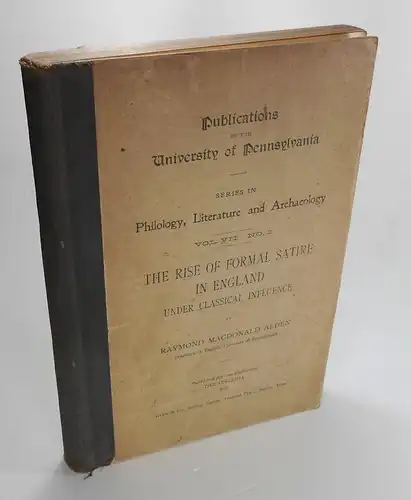 Publications
OF THE
University of Pennsylvania
SERIES IN
Philology, Literature and Archaeology
VOL. VII NO. 2
THE RISE OF FORMAL SATIRE
IN ENGLAND
UNDER CLASSICAL INFLUENCE
BY
RAYMOND MACDONALD ALDEN
PHILADELPHIA